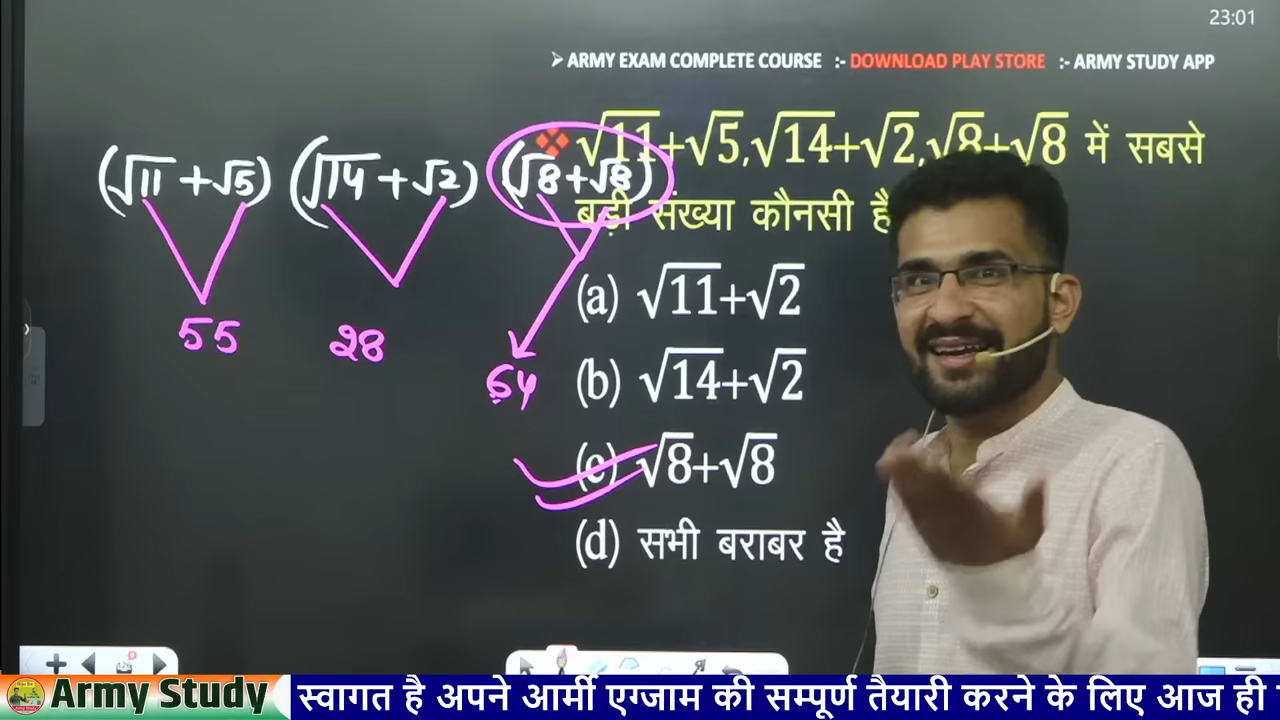 23:01
➢ ARMY EXAM COMPLETE COURSE :- DOWNLOAD PLAY STORE :- ARMY STUDY APP
❖ √11+√5,√14+√2,√8+√8 में सबसे
बड़ी संख्या कौनसी है
(√11 + √5) (√14 + √2) (√8+√8)
55 28 64
(a) √11+√2
(b) √14+√2
(c) √8+√8
(d) सभी बराबर है
Army Study स्वागत है अपने आर्मी एग्जाम की सम्पूर्ण तैयारी करने के लिए आज ही